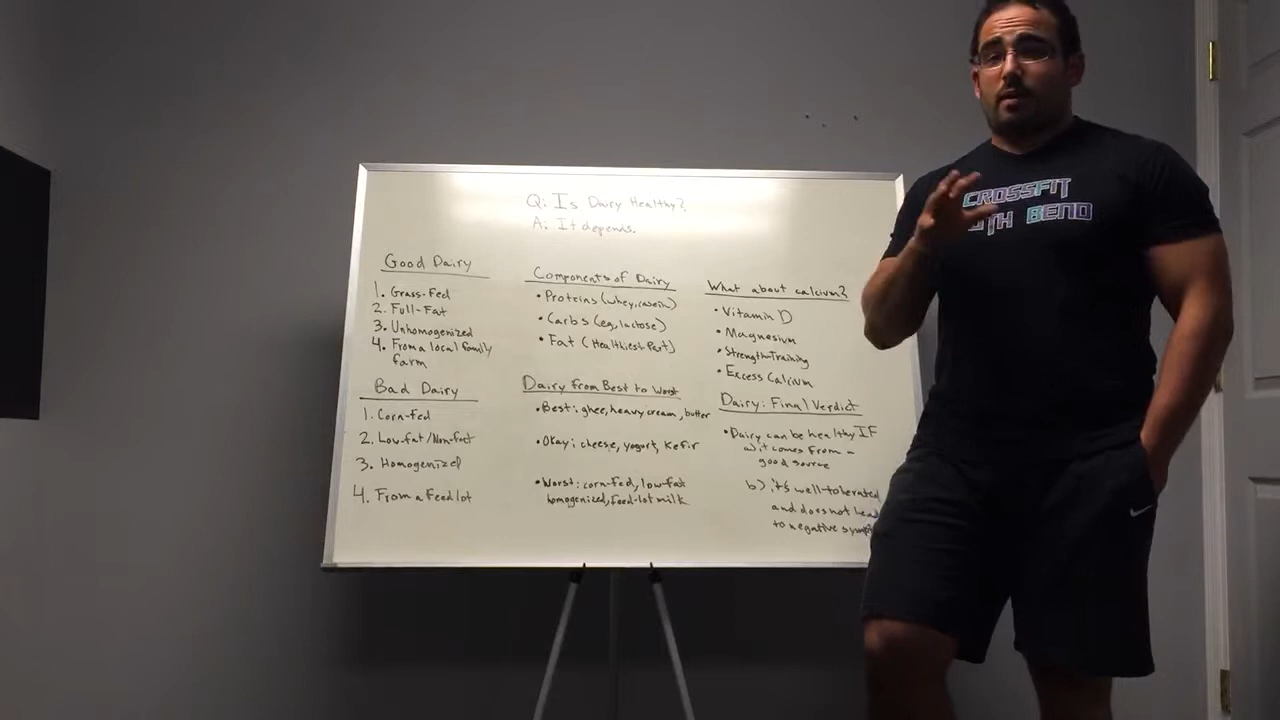 Q: Is Dairy Healthy?
A: It depends.
Good Dairy
1. Grass-Fed
2. Full-Fat
3. Unhomogenized
4. From a local family
farm
Bad Dairy
1. Corn-fed
2. Low-fat/Non-fat
3. Homogenized
4. From a Feed lot
Components of Dairy
• Proteins (whey, casein)
• Carbs (eg, lactose)
• Fat (Healthiest Part)
Dairy From Best to Worst
• Best: ghee, heavy cream, butter
• Okay: cheese, yogurt, kefir
• Worst: corn-fed, low-fat
homogenized, feed-lot milk
What about calcium?
• Vitamin D
• Magnesium
• Strength-Training
• Excess Calcium
Dairy: Final Verdict
• Dairy can be healthy IF
a) it comes from a
good source
b) it's well-tolerated
and does not lead
to negative
CROSSFIT
BEND